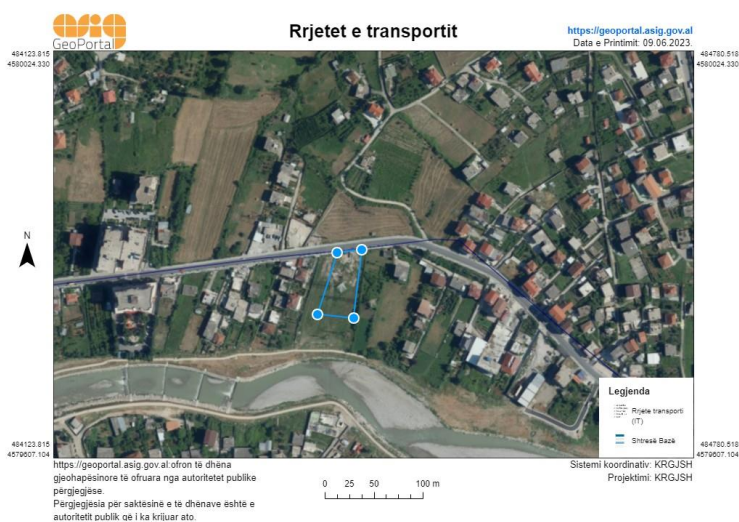 asig
GeoPortal
Rrjetet e transportit
https://geoportal.asig.gov.al
Data e Printimit: 09.06.2023.
484123.815
4580024.330
484780.518
4580024.330
N
Legjenda
Rrjete transporti
(IT)
Shtresë Bazë
484123.815
4579607.104
484780.518
4579607.104
https://geoportal.asig.gov.al ofron të dhëna
gjeohapësinore të ofruara nga autoritetet publike
përgjegjëse.
Përgjegjësia për saktësinë e të dhënave është e
autoritetit publik që i ka krijuar ato.
0 25 50 100 m
Sistemi koordinativ: KRGJSH
Projektimi: KRGJSH